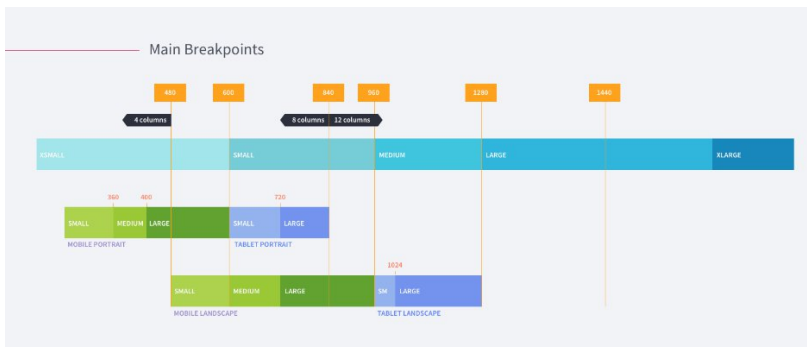 Main Breakpoints
480 600 840 960 1280 1440
4 columns 8 columns 12 columns
XSMALL SMALL MEDIUM LARGE XLARGE
360 400 720
SMALL MEDIUM LARGE SMALL LARGE
MOBILE PORTRAIT TABLET PORTRAIT
1024
SMALL MEDIUM LARGE SM LARGE
MOBILE LANDSCAPE TABLET LANDSCAPE